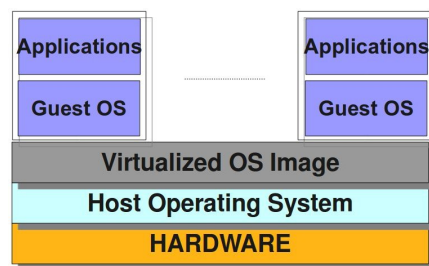 Applications
Applications
Guest OS
Guest OS
Virtualized OS Image
Host Operating System
HARDWARE